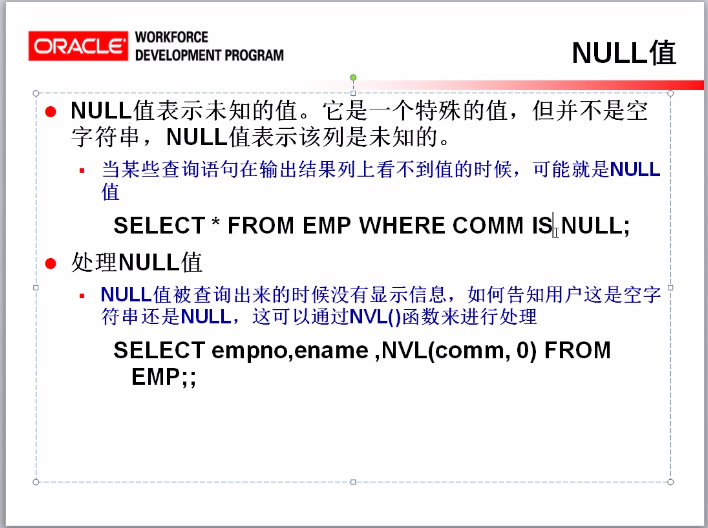 ORACLE
WORKFORCE
DEVELOPMENT PROGRAM
NULL值
NULL值表示未知的值。它是一个特殊的值，但并不是空
字符串，NULL值表示该列是未知的。
当某些查询语句在输出结果列上看不到值的时候，可能就是NULL
值
SELECT * FROM EMP WHERE COMM IS NULL;
处理NULL值
NULL值被查询出来的时候没有显示信息，如何告知用户这是空字
符串还是NULL，这可以通过NVL()函数来进行处理
SELECT empno,ename ,NVL(comm, 0) FROM
EMP;;